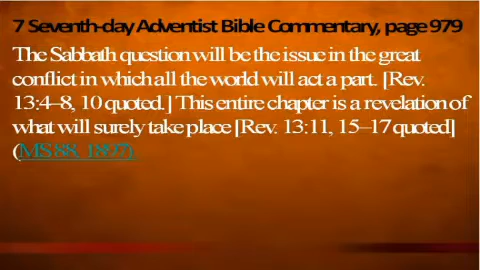 7 Seventh-day Adventist Bible Commentary, page 979
The Sabbath question will be the issue in the great
conflict in which all the world will act a part. [Rev.
13:4–8, 10 quoted.] This entire chapter is a revelation of
what will surely take place [Rev. 13:11, 15–17 quoted]
(MS 88, 1897).